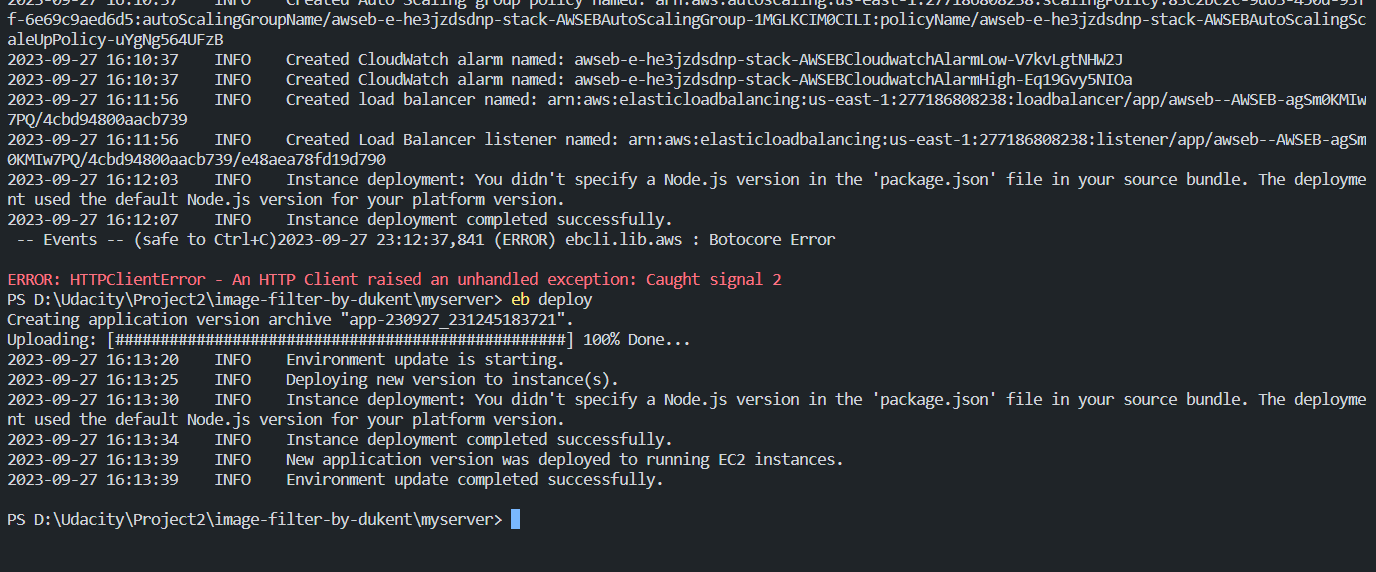 2023-09-27 16:10:37    INFO    Created Auto Scaling group policy named: arn:aws:autoscaling:us-east-1:277186808238:scalingPolicy:
f-6e69c9aed6d5:autoScalingGroupName/awseb-e-he3jzdsdnp-stack-AWSEBAutoScalingGroup-1MGLKCIM0CILI:policyName/awseb-e-he3jzdsdnp-stack-AWSEBAutoScalingSc
aleUpPolicy-uYgNg564UFzB
2023-09-27 16:10:37    INFO    Created CloudWatch alarm named: awseb-e-he3jzdsdnp-stack-AWSEBCloudwatchAlarmLow-V7kvLgtNHW2J
2023-09-27 16:10:37    INFO    Created CloudWatch alarm named: awseb-e-he3jzdsdnp-stack-AWSEBCloudwatchAlarmHigh-Eq19Gvy5NIOa
2023-09-27 16:11:56    INFO    Created load balancer named: arn:aws:elasticloadbalancing:us-east-1:277186808238:loadbalancer/app/awseb--AWSEB-agSm0KMIw
7PQ/4cbd94800aacb739
2023-09-27 16:11:56    INFO    Created Load Balancer listener named: arn:aws:elasticloadbalancing:us-east-1:277186808238:listener/app/awseb--AWSEB-agSm
0KMIw7PQ/4cbd94800aacb739/e48aea78fd19d790
2023-09-27 16:12:03    INFO    Instance deployment: You didn't specify a Node.js version in the 'package.json' file in your source bundle. The deployme
nt used the default Node.js version for your platform version.
2023-09-27 16:12:07    INFO    Instance deployment completed successfully.
 -- Events -- (safe to Ctrl+C)2023-09-27 23:12:37,841 (ERROR) ebcli.lib.aws : Botocore Error
ERROR: HTTPClientError - An HTTP Client raised an unhandled exception: Caught signal 2
PS D:\Udacity\Project2\image-filter-by-dukent\myserver> eb deploy
Creating application version archive "app-230927_231245183721".
Uploading: [##################################################] 100% Done...
2023-09-27 16:13:20    INFO    Environment update is starting.
2023-09-27 16:13:25    INFO    Deploying new version to instance(s).
2023-09-27 16:13:30    INFO    Instance deployment: You didn't specify a Node.js version in the 'package.json' file in your source bundle. The deployme
nt used the default Node.js version for your platform version.
2023-09-27 16:13:34    INFO    Instance deployment completed successfully.
2023-09-27 16:13:39    INFO    New application version was deployed to running EC2 instances.
2023-09-27 16:13:39    INFO    Environment update completed successfully.
PS D:\Udacity\Project2\image-filter-by-dukent\myserver>